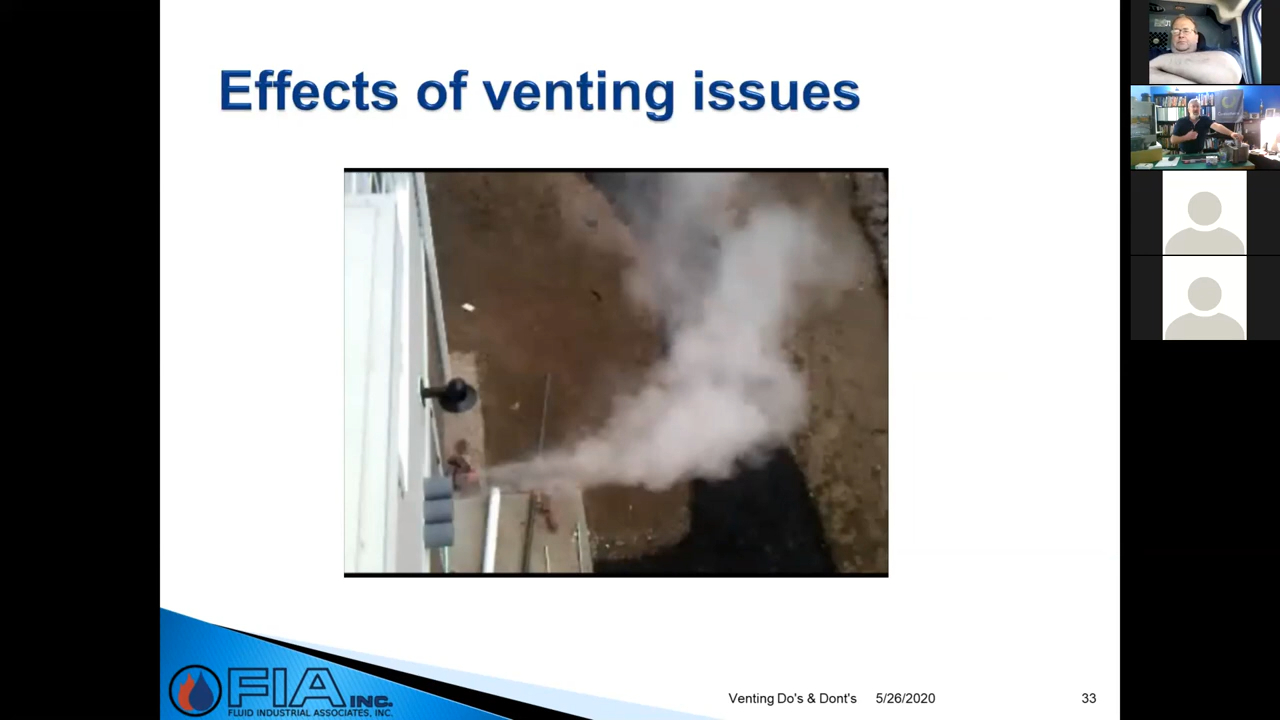 Effects of venting issues
FIA INC.
FLUID INDUSTRIAL ASSOCIATES, INC.
Venting Do's & Dont's 5/26/2020 33